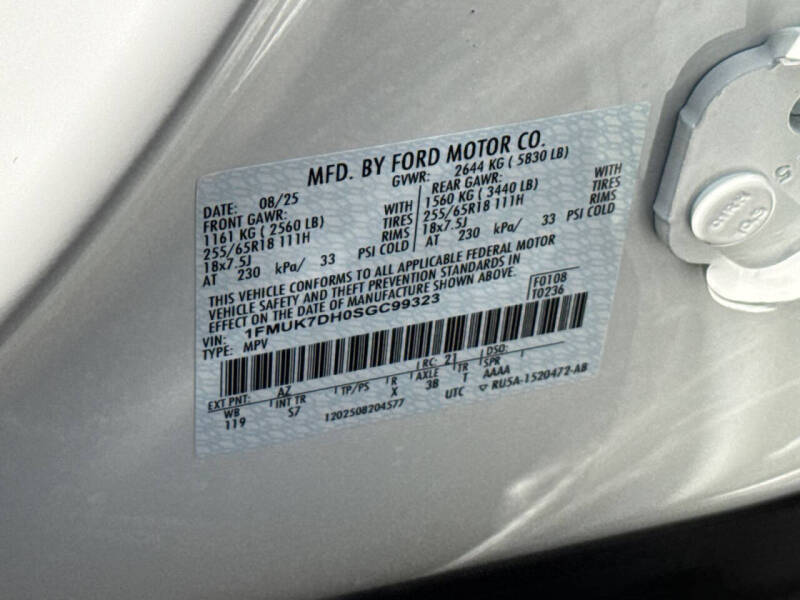 MFD. BY FORD MOTOR CO.
DATE: 08/25 GVWR: 2644 KG ( 5830 LB)
FRONT GAWR: REAR GAWR:
1161 KG ( 2560 LB) WITH 1560 KG ( 3440 LB) WITH
255/65R18 111H TIRES 255/65R18 111H TIRES
18x7.5J RIMS 18x7.5J RIMS
AT 230 kPa/ 33 PSI COLD AT 230 kPa/ 33 PSI COLD
THIS VEHICLE CONFORMS TO ALL APPLICABLE FEDERAL MOTOR
VEHICLE SAFETY AND THEFT PREVENTION STANDARDS IN
EFFECT ON THE DATE OF MANUFACTURE SHOWN ABOVE.
F0108
T0236
VIN: 1FMUK7DH0SGC99323
TYPE: MPV
EXT PNT: AZ RC: 21 DSO:
WB INT TR TP/PS R AXLE T SPR
119 S7 X 3B T AAAA
1202508204577 UTC ▽ RU5A-1520472-AB